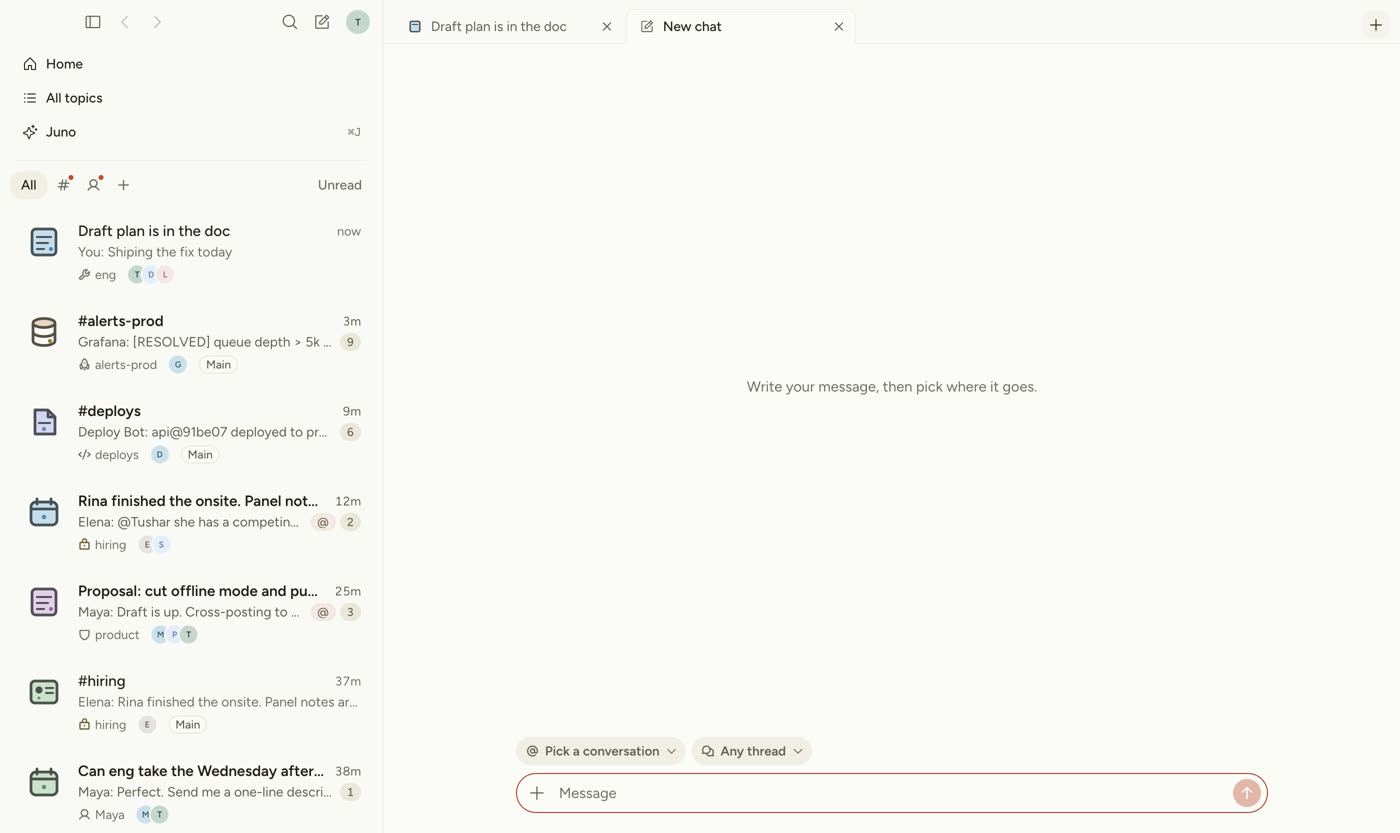 T
Home
All topics
Juno ⌘J
All # Unread
Draft plan is in the doc now
You: Shiping the fix today
eng T D L
#alerts-prod 3m
Grafana: [RESOLVED] queue depth > 5k ... 9
alerts-prod G Main
#deploys 9m
Deploy Bot: api@91be07 deployed to pr... 6
deploys D Main
Rina finished the onsite. Panel not... 12m
Elena: @Tushar she has a competin... @ 2
hiring E S
Proposal: cut offline mode and pu... 25m
Maya: Draft is up. Cross-posting to ... @ 3
product M P T
#hiring 37m
Elena: Rina finished the onsite. Panel notes ar...
hiring E Main
Can eng take the Wednesday after... 38m
Maya: Perfect. Send me a one-line descri... 1
Maya M T
Draft plan is in the doc
New chat
Write your message, then pick where it goes.
@ Pick a conversation Any thread
Message